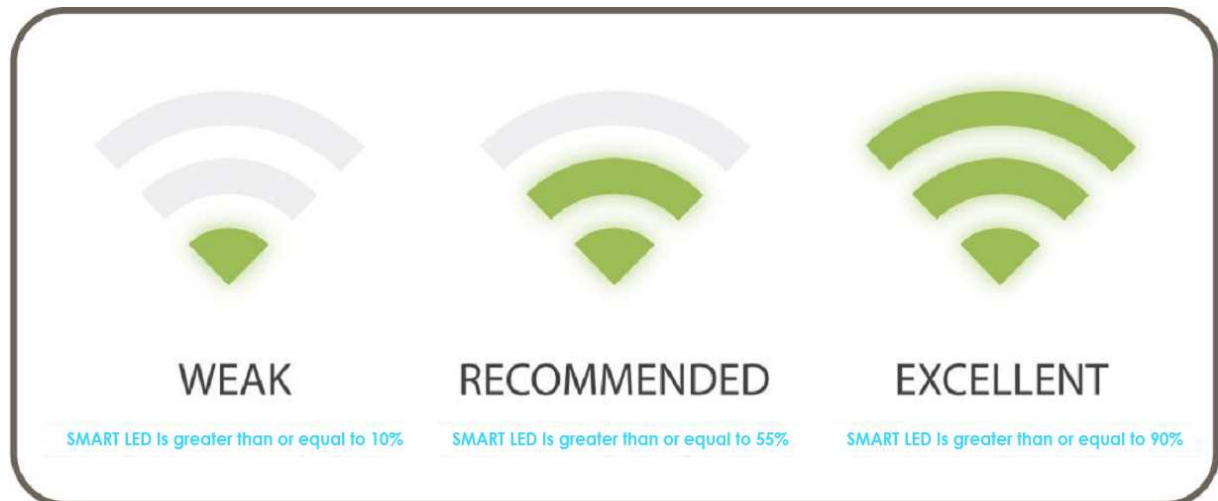 WEAK
RECOMMENDED
EXCELLENT
SMART LED Is greater than or equal to 10%
SMART LED Is greater than or equal to 55%
SMART LED Is greater than or equal to 90%